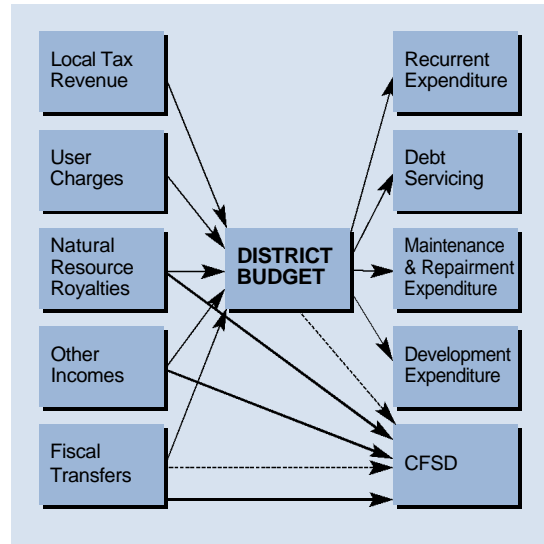 Local Tax
Revenue
User
Charges
Natural
Resource
Royalties
Other
Incomes
Fiscal
Transfers
DISTRICT
BUDGET
Recurrent
Expenditure
Debt
Servicing
Maintenance
& Repairment
Expenditure
Development
Expenditure
CFSD